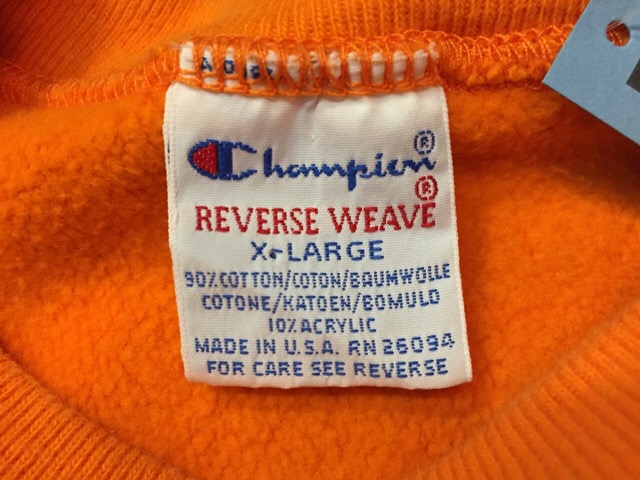 Champion®
REVERSE WEAVE®
X-LARGE
90% COTTON/COTON/BAUMWOLLE
COTONE/KATOEN/BOMULD
10% ACRYLIC
MADE IN U.S.A. RN 26094
FOR CARE SEE REVERSE